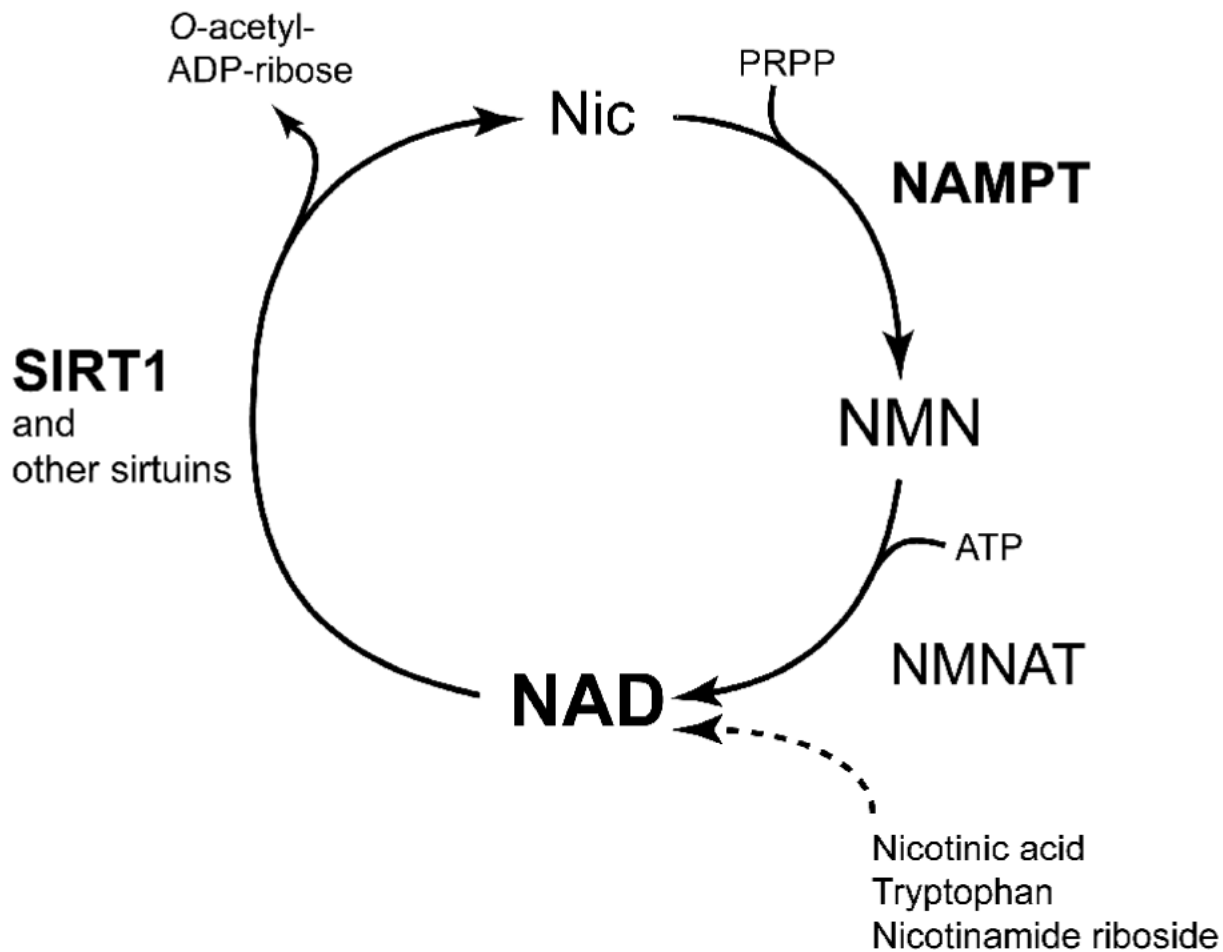 O-acetyl-
ADP-ribose
PRPP
Nic
NAMPT
SIRT1
and
other sirtuins
NMN
ATP
NMNAT
NAD
Nicotinic acid
Tryptophan
Nicotinamide riboside